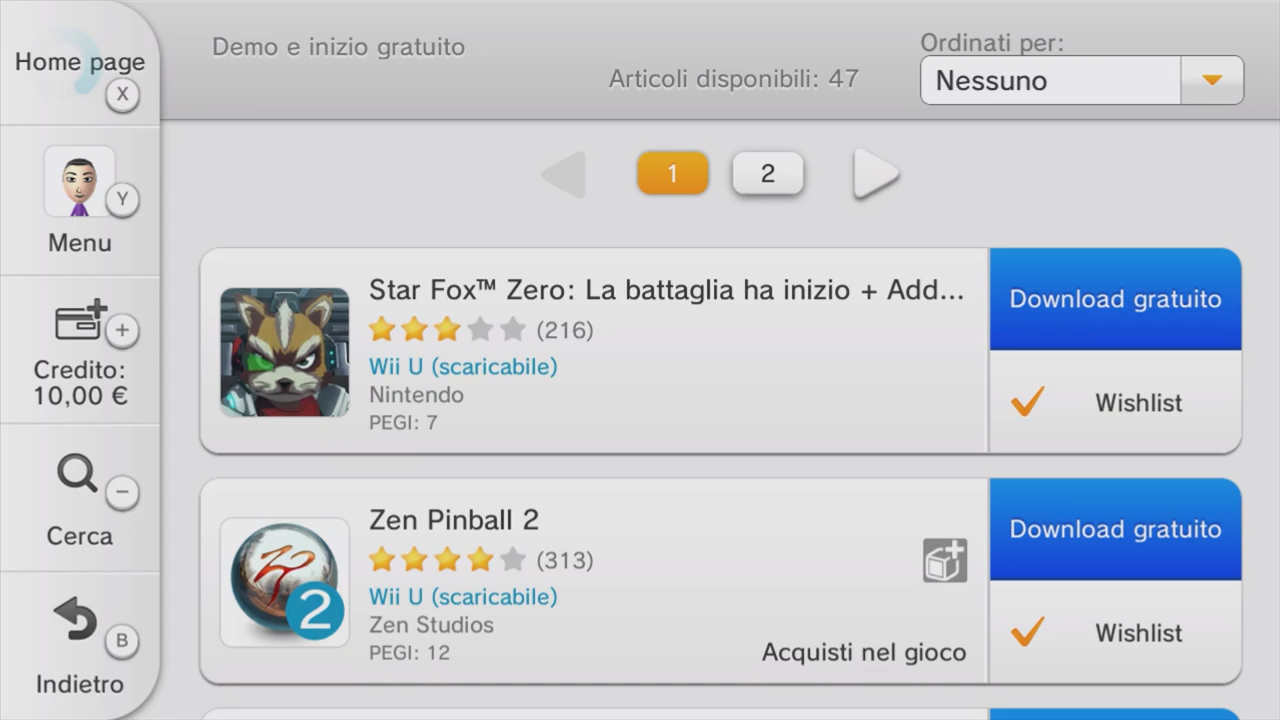 Home page
X
Y
Menu
+
Credito:
10,00 €
−
Cerca
B
Indietro
Demo e inizio gratuito
Articoli disponibili: 47
Ordinati per:
Nessuno
1
2
Star Fox™ Zero: La battaglia ha inizio + Add...
(216)
Wii U (scaricabile)
Nintendo
PEGI: 7
Download gratuito
Wishlist
2
Zen Pinball 2
(313)
Wii U (scaricabile)
Zen Studios
PEGI: 12
Acquisti nel gioco
Download gratuito
Wishlist